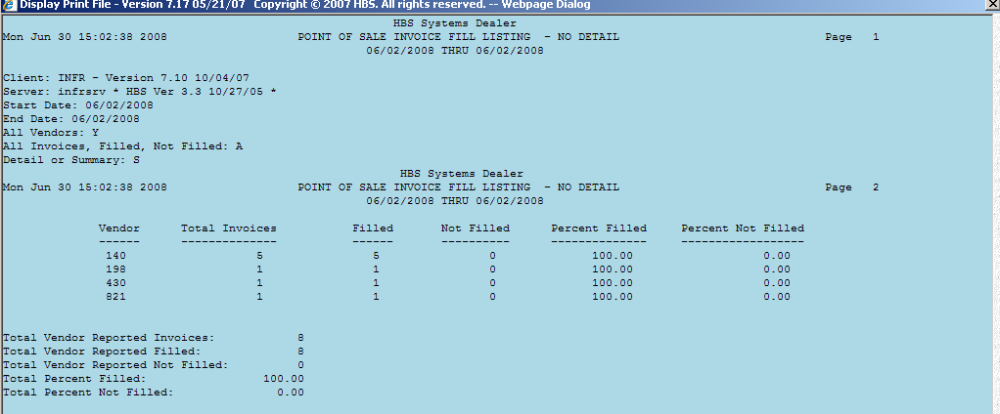 Display Print File - Version 7.17 05/21/07 Copyright © 2007 HBS. All rights reserved. -- Webpage Dialog
HBS Systems Dealer
Mon Jun 30 15:02:38 2008 POINT OF SALE INVOICE FILL LISTING - NO DETAIL Page 1
06/02/2008 THRU 06/02/2008
Client: INFR - Version 7.10 10/04/07
Server: infrsrv * HBS Ver 3.3 10/27/05 *
Start Date: 06/02/2008
End Date: 06/02/2008
All Vendors: Y
All Invoices, Filled, Not Filled: A
Detail or Summary: S
HBS Systems Dealer
Mon Jun 30 15:02:38 2008 POINT OF SALE INVOICE FILL LISTING - NO DETAIL Page 2
06/02/2008 THRU 06/02/2008
Vendor Total Invoices Filled Not Filled Percent Filled Percent Not Filled
------ -------------- ------ ---------- -------------- ------------------
140 5 5 0 100.00 0.00
198 1 1 0 100.00 0.00
430 1 1 0 100.00 0.00
821 1 1 0 100.00 0.00
Total Vendor Reported Invoices: 8
Total Vendor Reported Filled: 8
Total Vendor Reported Not Filled: 0
Total Percent Filled: 100.00
Total Percent Not Filled: 0.00